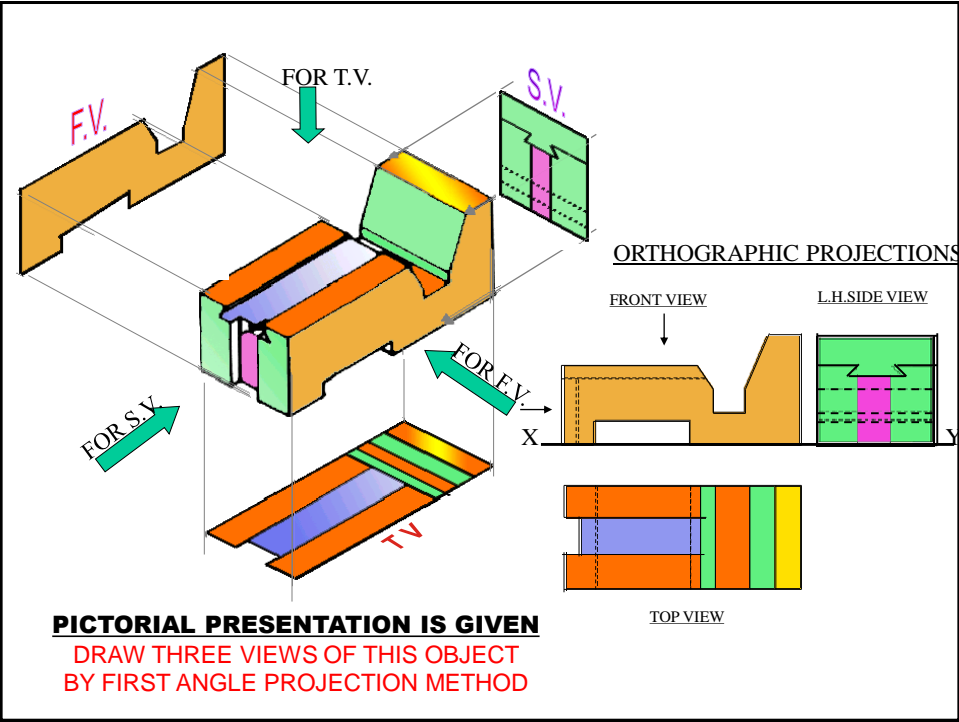 FOR T.V.
S.V.
F.V.
ORTHOGRAPHIC PROJECTIONS
FRONT VIEW
L.H.SIDE VIEW
FOR F.V.
FOR S.V.
X
Y
T V
TOP VIEW
PICTORIAL PRESENTATION IS GIVEN
DRAW THREE VIEWS OF THIS OBJECT
BY FIRST ANGLE PROJECTION METHOD